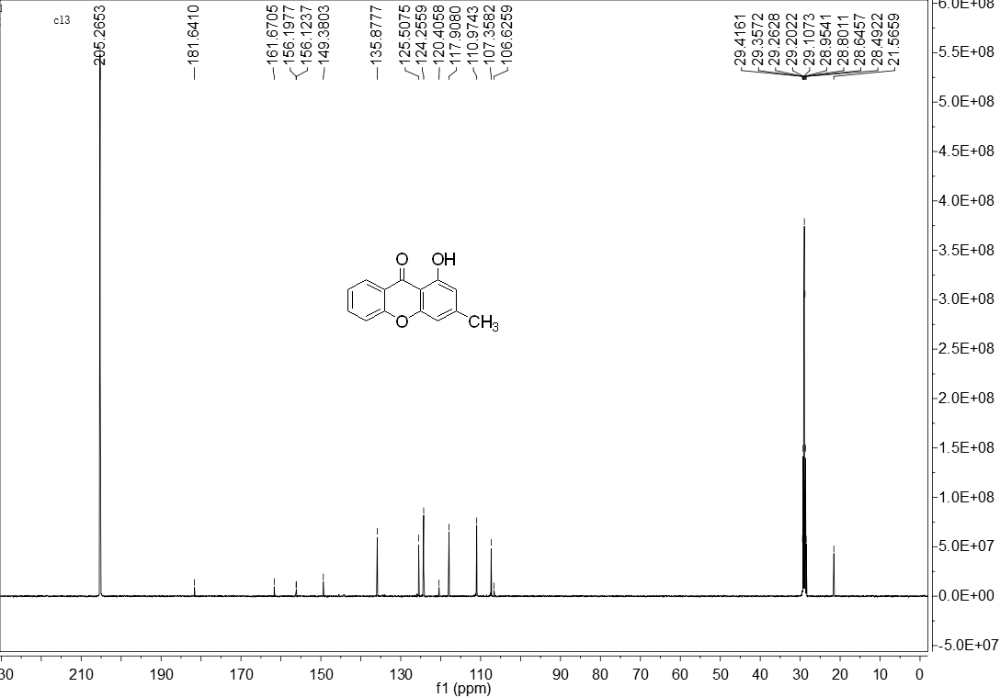 c13
205.2653
181.6410
161.6705
156.1977
156.1237
149.3803
135.8777
125.5075
124.2559
120.4058
117.9080
110.9743
107.3582
106.6259
29.4161
29.3572
29.2628
29.2022
29.1073
28.9541
28.8011
28.6457
28.4922
21.5659
6.0E+08
5.5E+08
5.0E+08
4.5E+08
4.0E+08
3.5E+08
3.0E+08
2.5E+08
2.0E+08
1.5E+08
1.0E+08
5.0E+07
0.0E+00
-5.0E+07
O OH
O CH3
30 210 190 170 150 130 110 90 80 70 60 50 40 30 20 10 0
f1 (ppm)